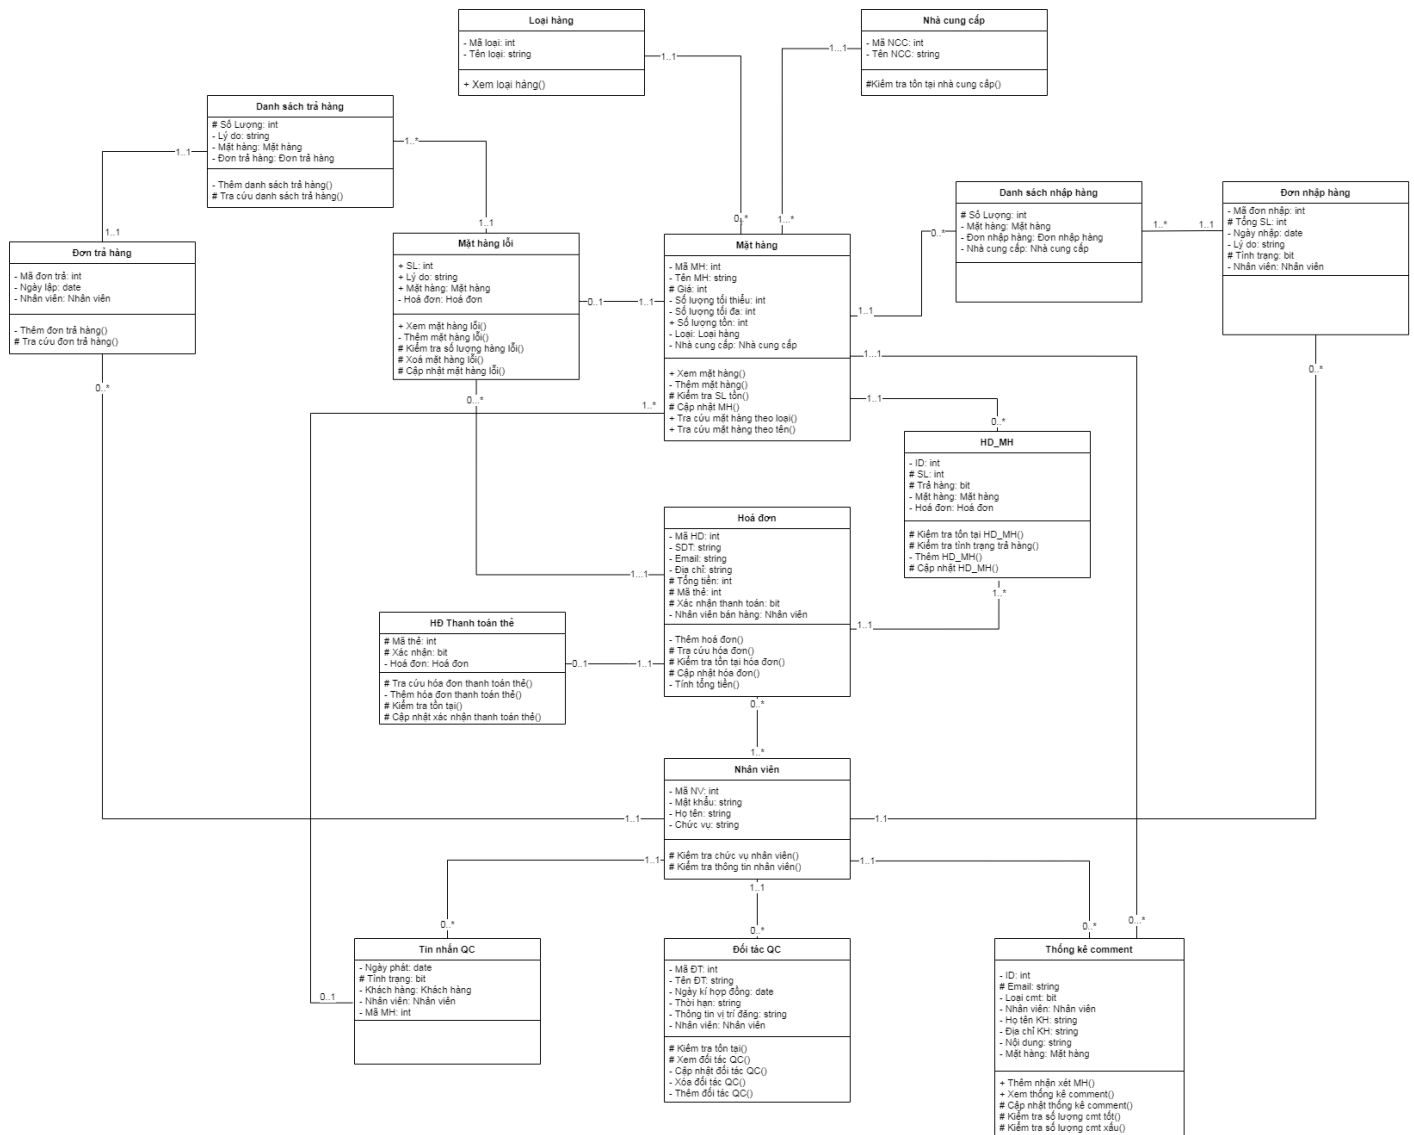 Loại hàng
- Mã loại: int
- Tên loại: string
+ Xem loại hàng()
Nhà cung cấp
- Mã NCC: int
- Tên NCC: string
#Kiểm tra tồn tại nhà cung cấp()
1..1
1...1
Danh sách trả hàng
# Số Lượng: int
- Lý do: string
- Mặt hàng: Mặt hàng
- Đơn trả hàng: Đơn trả hàng
- Thêm danh sách trả hàng()
# Tra cứu danh sách trả hàng()
1..1
1..*
1..1
1..1
0..*
1...*
Danh sách nhập hàng
# Số Lượng: int
- Mặt hàng: Mặt hàng
- Đơn nhập hàng: Đơn nhập hàng
- Nhà cung cấp: Nhà cung cấp
0..*
1..*
1..1
Đơn nhập hàng
- Mã đơn nhập: int
# Tổng SL: int
- Ngày nhập: date
- Lý do: string
# Tình trạng: bit
- Nhân viên: Nhân viên
Đơn trả hàng
- Mã đơn trả: int
- Ngày lập: date
- Nhân viên: Nhân viên
- Thêm đơn trả hàng()
# Tra cứu đơn trả hàng()
0..*
Mặt hàng lỗi
+ SL: int
+ Lý do: string
+ Mặt hàng: Mặt hàng
- Hoá đơn: Hoá đơn
+ Xem mặt hàng lỗi()
- Thêm mặt hàng lỗi()
# Kiểm tra số lượng hàng lỗi()
# Xoá mặt hàng lỗi()
# Cập nhật mặt hàng lỗi()
0..1
1..1
0...*
1..*
Mặt hàng
- Mã MH: int
- Tên MH: string
# Giá: int
- Số lượng tối thiểu: int
- Số lượng tối đa: int
+ Số lượng tồn: int
- Loại: Loại hàng
- Nhà cung cấp: Nhà cung cấp
+ Xem mặt hàng()
- Thêm mặt hàng()
# Kiểm tra SL tồn()
# Cập nhật MH()
+ Tra cứu mặt hàng theo loại()
+ Tra cứu mặt hàng theo tên()
1..1
1...1
1..1
0..*
0..*
HD_MH
- ID: int
# SL: int
# Trả hàng: bit
- Mặt hàng: Mặt hàng
- Hoá đơn: Hoá đơn
# Kiểm tra tồn tại HD_MH()
# Kiểm tra tình trạng trả hàng()
- Thêm HD_MH()
# Cập nhật HD_MH()
1..*
1..1
Hoá đơn
- Mã HD: int
- SDT: string
- Email: string
- Địa chỉ: string
# Tổng tiền: int
# Mã thẻ: int
# Xác nhận thanh toán: bit
- Nhân viên bán hàng: Nhân viên
- Thêm hoá đơn()
# Tra cứu hóa đơn()
# Kiểm tra tồn tại hóa đơn()
# Cập nhật hóa đơn()
- Tính tổng tiền()
1...1
0..1
1..1
0..*
1..*
HĐ Thanh toán thẻ
# Mã thẻ: int
# Xác nhận: bit
- Hoá đơn: Hoá đơn
# Tra cứu hóa đơn thanh toán thẻ()
- Thêm hóa đơn thanh toán thẻ()
# Kiểm tra tồn tại()
# Cập nhật xác nhận thanh toán thẻ()
Nhân viên
- Mã NV: int
- Mật khẩu: string
- Họ tên: string
- Chức vụ: string
# Kiểm tra chức vụ nhân viên()
# Kiểm tra thông tin nhân viên()
1..1
1..1
1..1
1..1
1..1
0..*
0..*
0..*
0...*
0..1
Tin nhắn QC
- Ngày phát: date
# Tình trạng: bit
- Khách hàng: Khách hàng
- Nhân viên: Nhân viên
- Mã MH: int
Đối tác QC
- Mã ĐT: int
- Tên ĐT: string
- Ngày kí hợp đồng: date
- Thời hạn: string
- Thông tin vị trí đăng: string
- Nhân viên: Nhân viên
# Kiểm tra tồn tại()
# Xem đối tác QC()
- Cập nhật đối tác QC()
- Xóa đối tác QC()
- Thêm đối tác QC()
Thống kê comment
- ID: int
# Email: string
- Loại cmt: bit
- Nhân viên: Nhân viên
- Họ tên KH: string
- Địa chỉ KH: string
- Nội dung: string
- Mặt hàng: Mặt hàng
+ Thêm nhận xét MH()
+ Xem thống kê comment()
# Cập nhật thống kê comment()
# Kiểm tra số lượng cmt tốt()
# Kiểm tra số lượng cmt xấu()